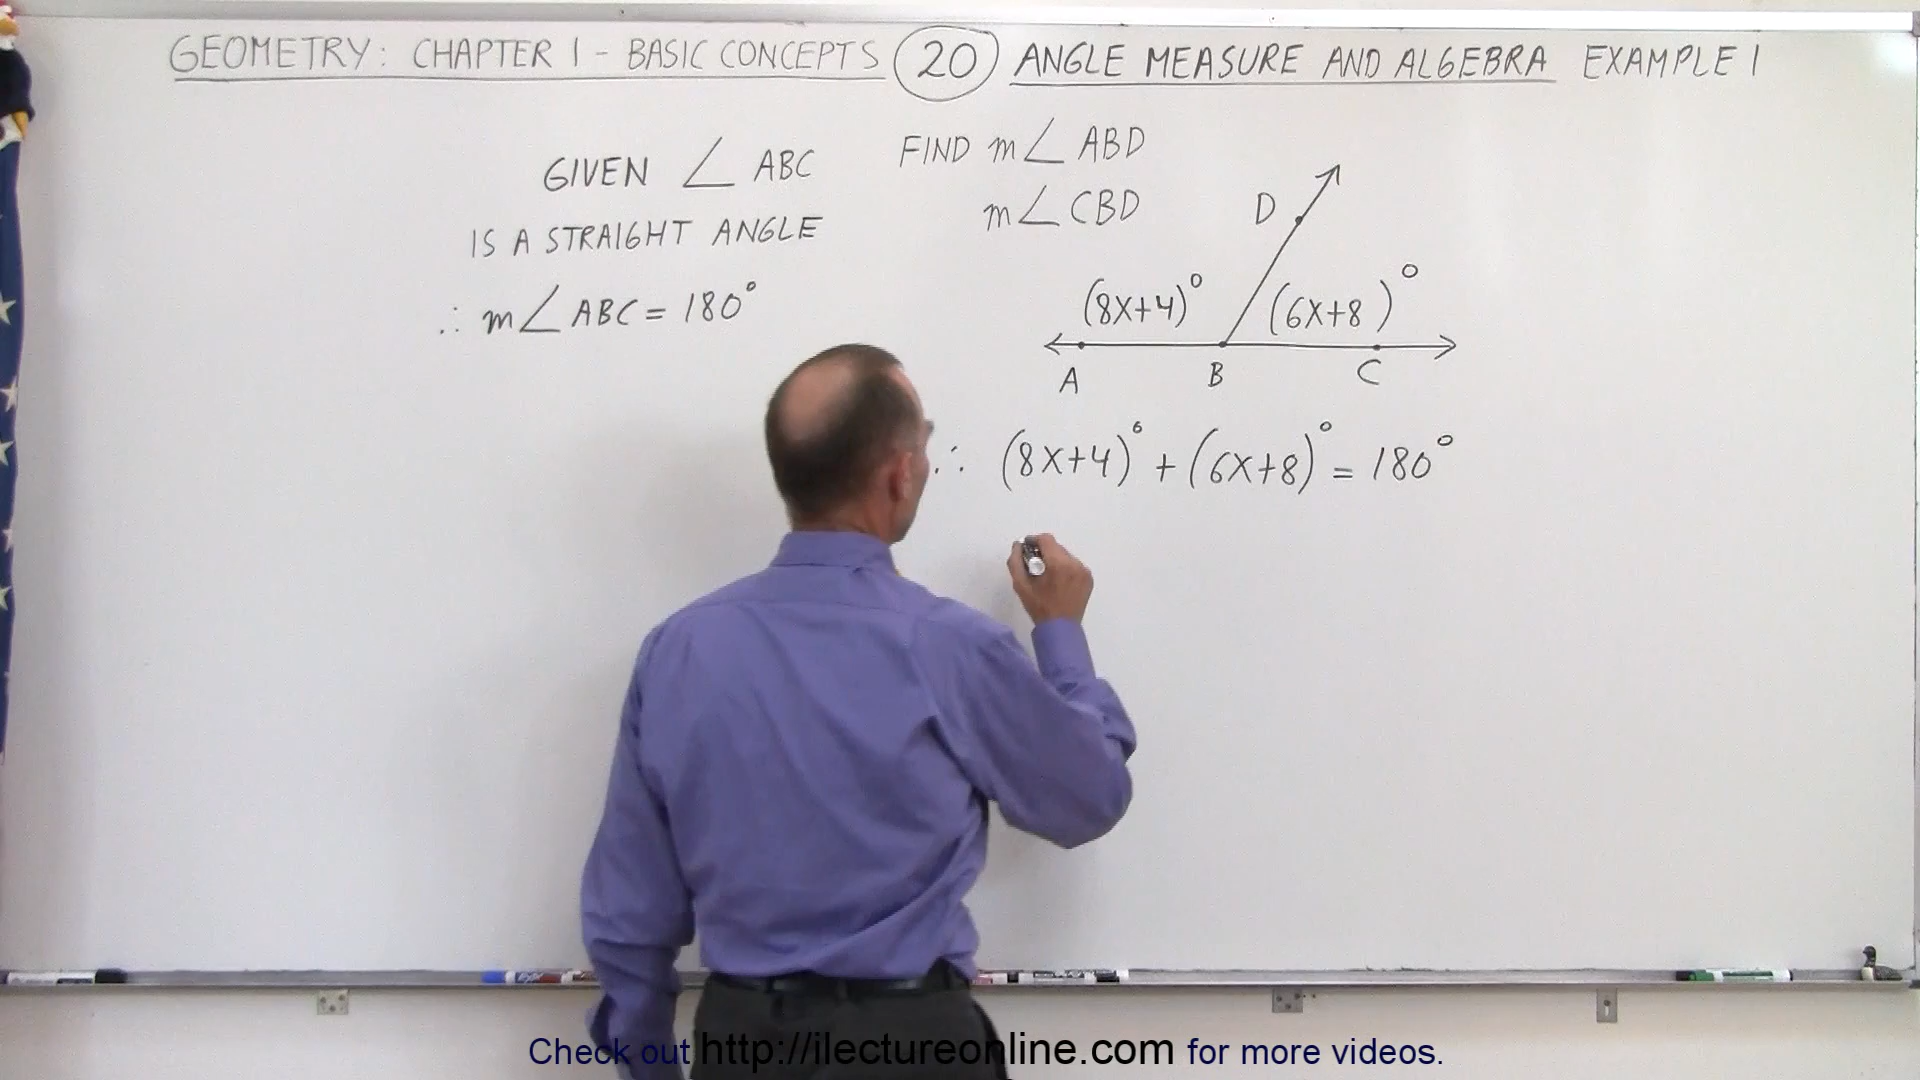 GEOMETRY: CHAPTER 1 - BASIC CONCEPTS 20 ANGLE MEASURE AND ALGEBRA EXAMPLE 1
GIVEN ∠ ABC
IS A STRAIGHT ANGLE
∴ m∠ ABC = 180°
FIND m∠ ABD
m∠ CBD
D
(8X+4)° (6X+8)°
A B C
∴ (8X+4)° + (6X+8)° = 180°
Check out http://ilectureonline.com for more videos.